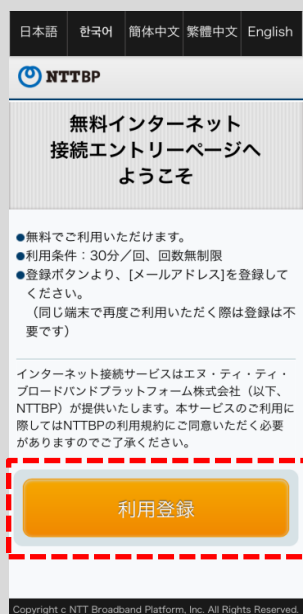 日本語 한국어 简体中文 繁體中文 English
NTTBP
無料インターネット
接続エントリーページへ
ようこそ
●無料でご利用いただけます。
●利用条件：30分／回、回数
無制限
●登録ボタンより、[メールアドレス]を登録して
ください。
（同じ端末で再度ご利用いただく際は登録は不
要です）
インターネット接続サービスはエヌ・ティ・ティ・
ブロードバンドプラットフォーム株式会社（以下、
NTTBP）が提供いたします。本サービスのご利用に
際してはNTTBPの利用規約にご同意いただく必要
がありますのでご了承ください。
利用登録
Copyright c NTT Broadband Platform, Inc. All Rights Reserved.